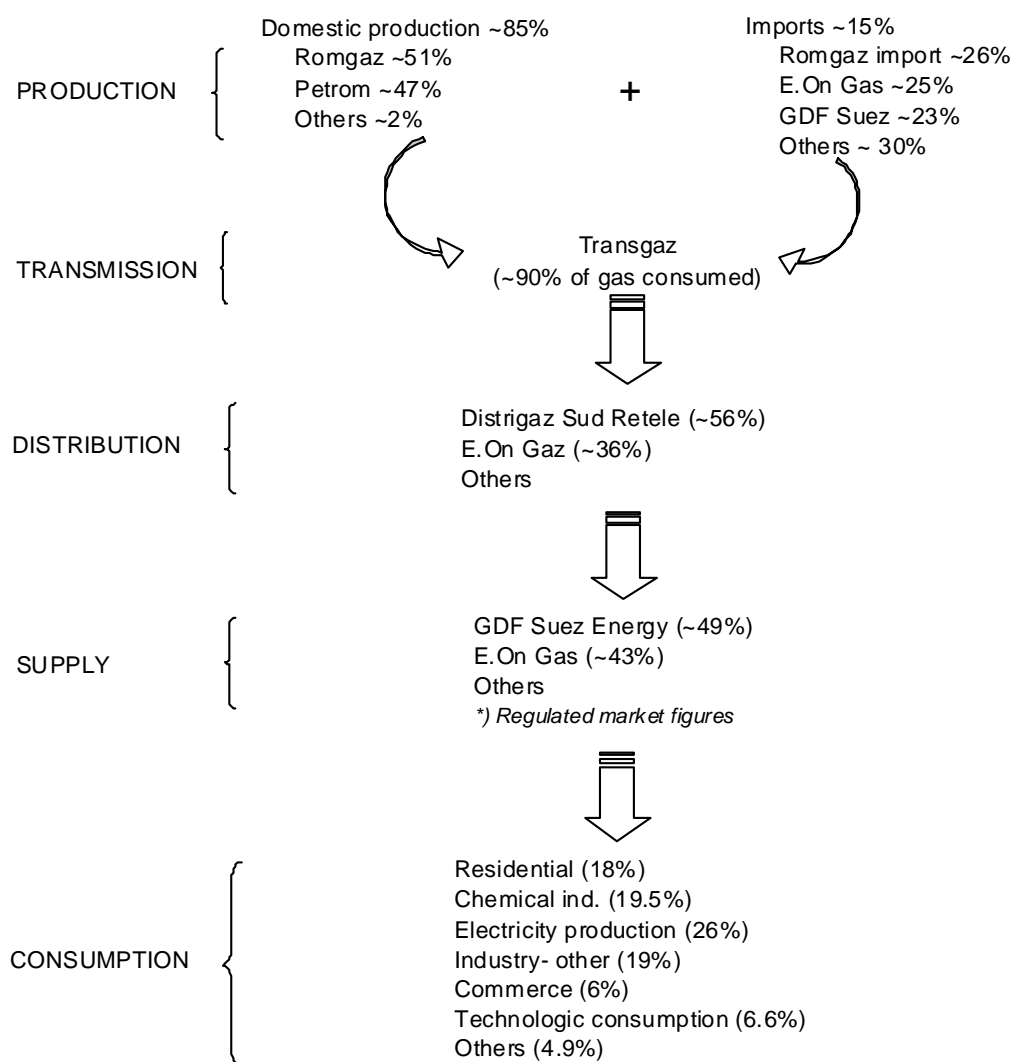 Domestic production ~85%
Romgaz ~51%
Petrom ~47%
Others ~2%
PRODUCTION
+
Imports ~15%
Romgaz import ~26%
E.On Gas ~25%
GDF Suez ~23%
Others ~ 30%
TRANSMISSION
Transgaz
(~90% of gas consumed)
DISTRIBUTION
Distrigaz Sud Retele (~56%)
E.On Gaz (~36%)
Others
SUPPLY
GDF Suez Energy (~49%)
E.On Gas (~43%)
Others
*) Regulated market figures
CONSUMPTION
Residential (18%)
Chemical ind. (19.5%)
Electricity production (26%)
Industry- other (19%)
Commerce (6%)
Technologic consumption (6.6%)
Others (4.9%)